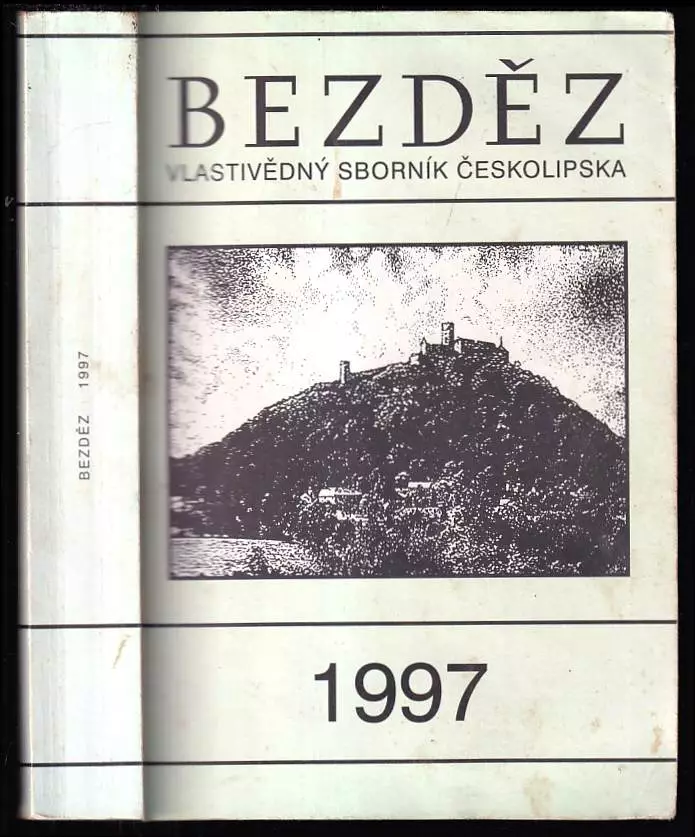 BEZDĚZ
VLASTIVĚDNÝ SBORNÍK ČESKOLIPSKA
BEZDĚZ 1997
1997